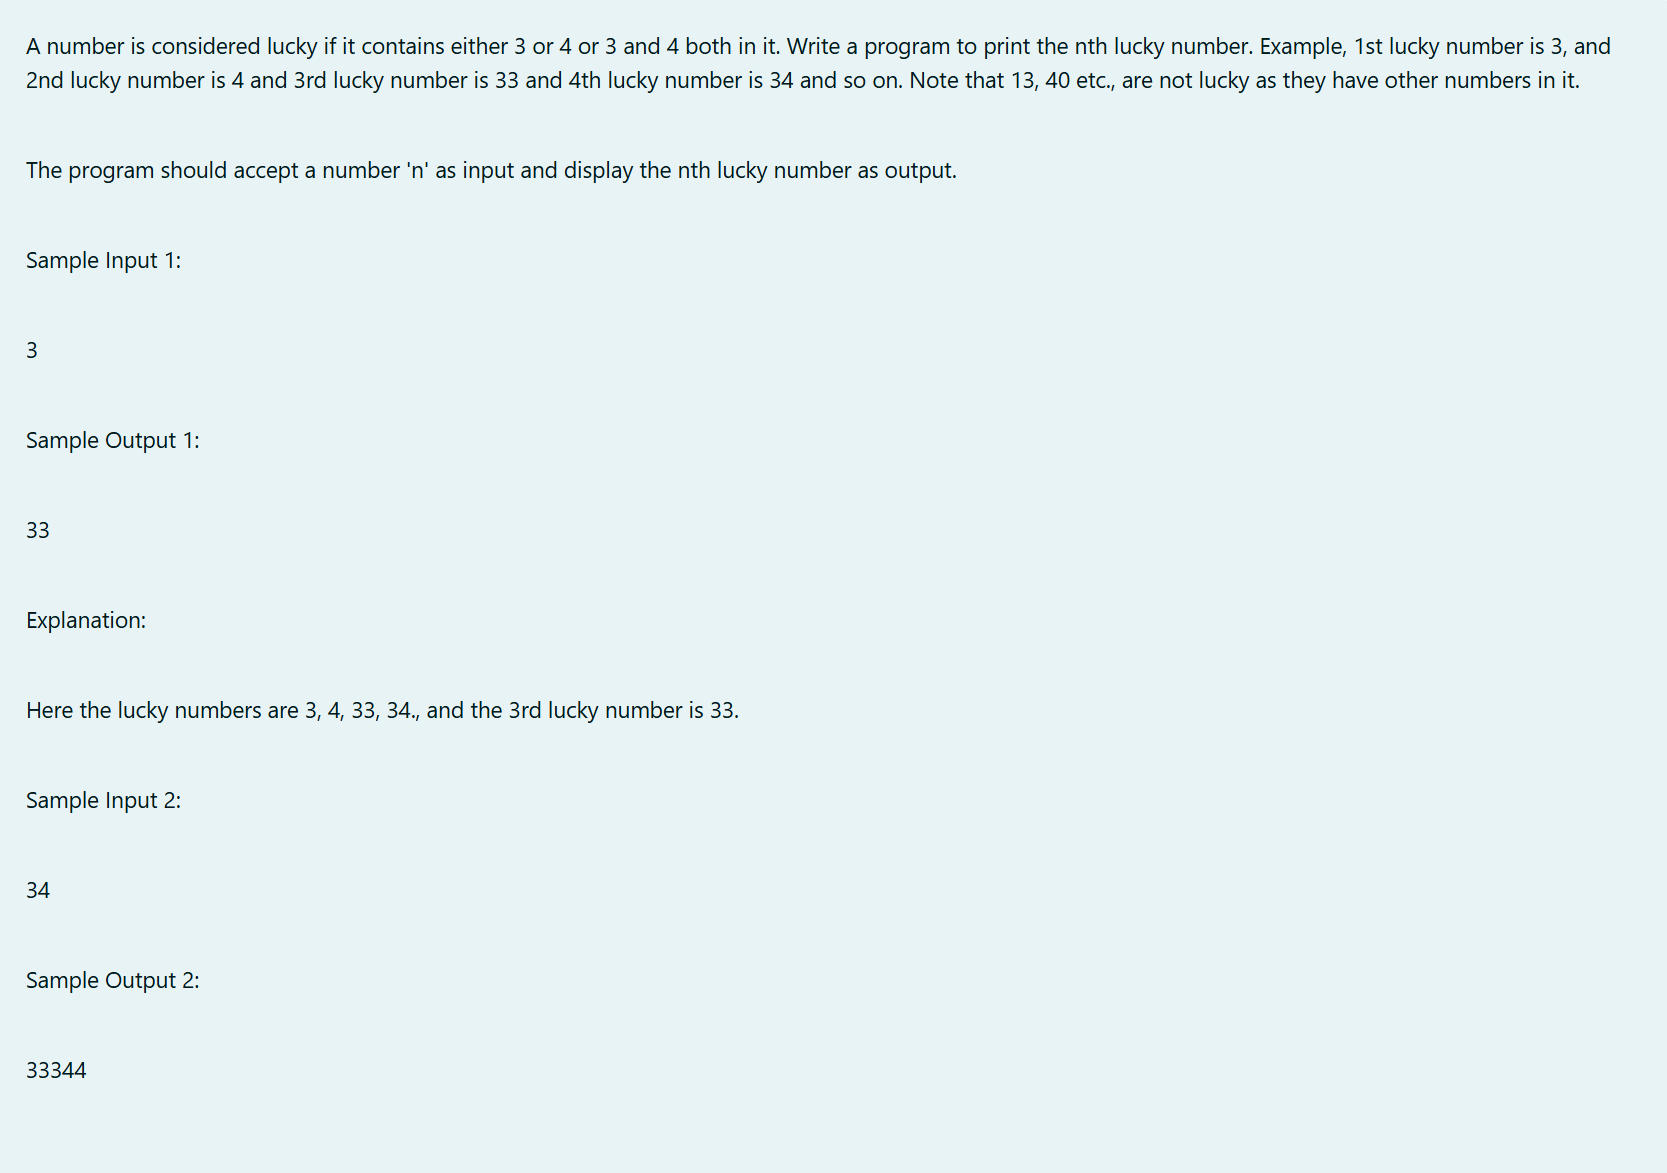 A number is considered lucky if it contains either 3 or 4 or 3 and 4 both in it. Write a program to print the nth lucky number. Example, 1st lucky number is 3, and
2nd lucky number is 4 and 3rd lucky number is 33 and 4th lucky number is 34 and so on. Note that 13, 40 etc., are not lucky as they have other numbers in it.
The program should accept a number 'n' as input and display the nth lucky number as output.
Sample Input 1:
3
Sample Output 1:
33
Explanation:
Here the lucky numbers are 3, 4, 33, 34., and the 3rd lucky number is 33.
Sample Input 2:
34
Sample Output 2:
33344